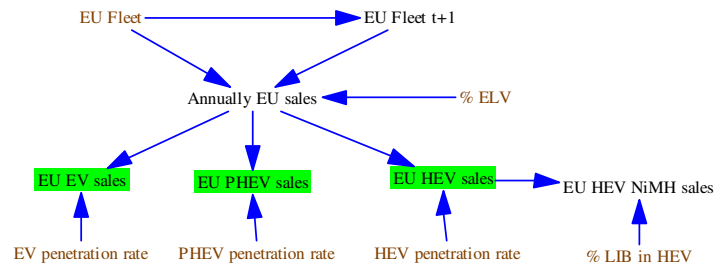 EU Fleet
EU Fleet t+1
Annually EU sales
% ELV
EU EV sales
EU PHEV sales
EU HEV sales
EU HEV NiMH sales
EV penetration rate
PHEV penetration rate
HEV penetration rate
% LIB in HEV